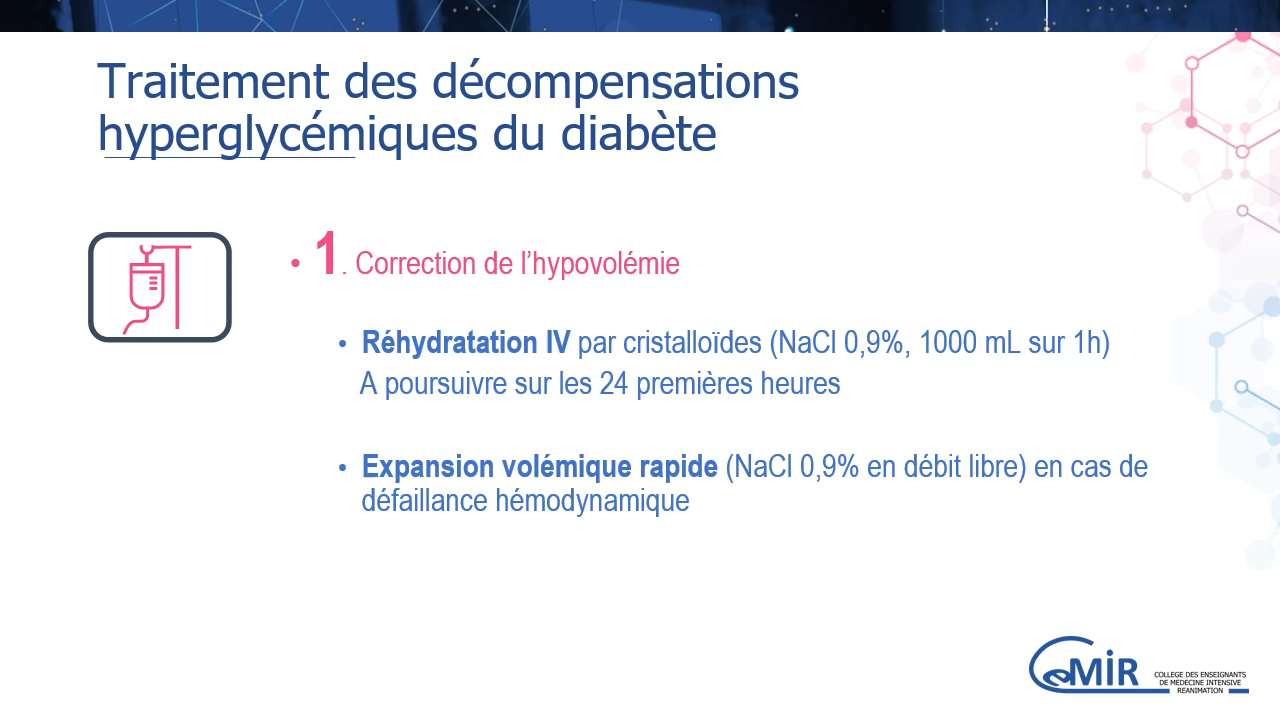 Traitement des décompensations
hyperglycémiques du diabète
• 1. Correction de l’hypovolémie
• Réhydratation IV par cristalloïdes (NaCl 0,9%, 1000 mL sur 1h)
A poursuivre sur les 24 premières heures
• Expansion volémique rapide (NaCl 0,9% en débit libre) en cas de
défaillance hémodynamique
CeMIR
COLLEGE DES ENSEIGNANTS
DE MEDECINE INTENSIVE
REANIMATION